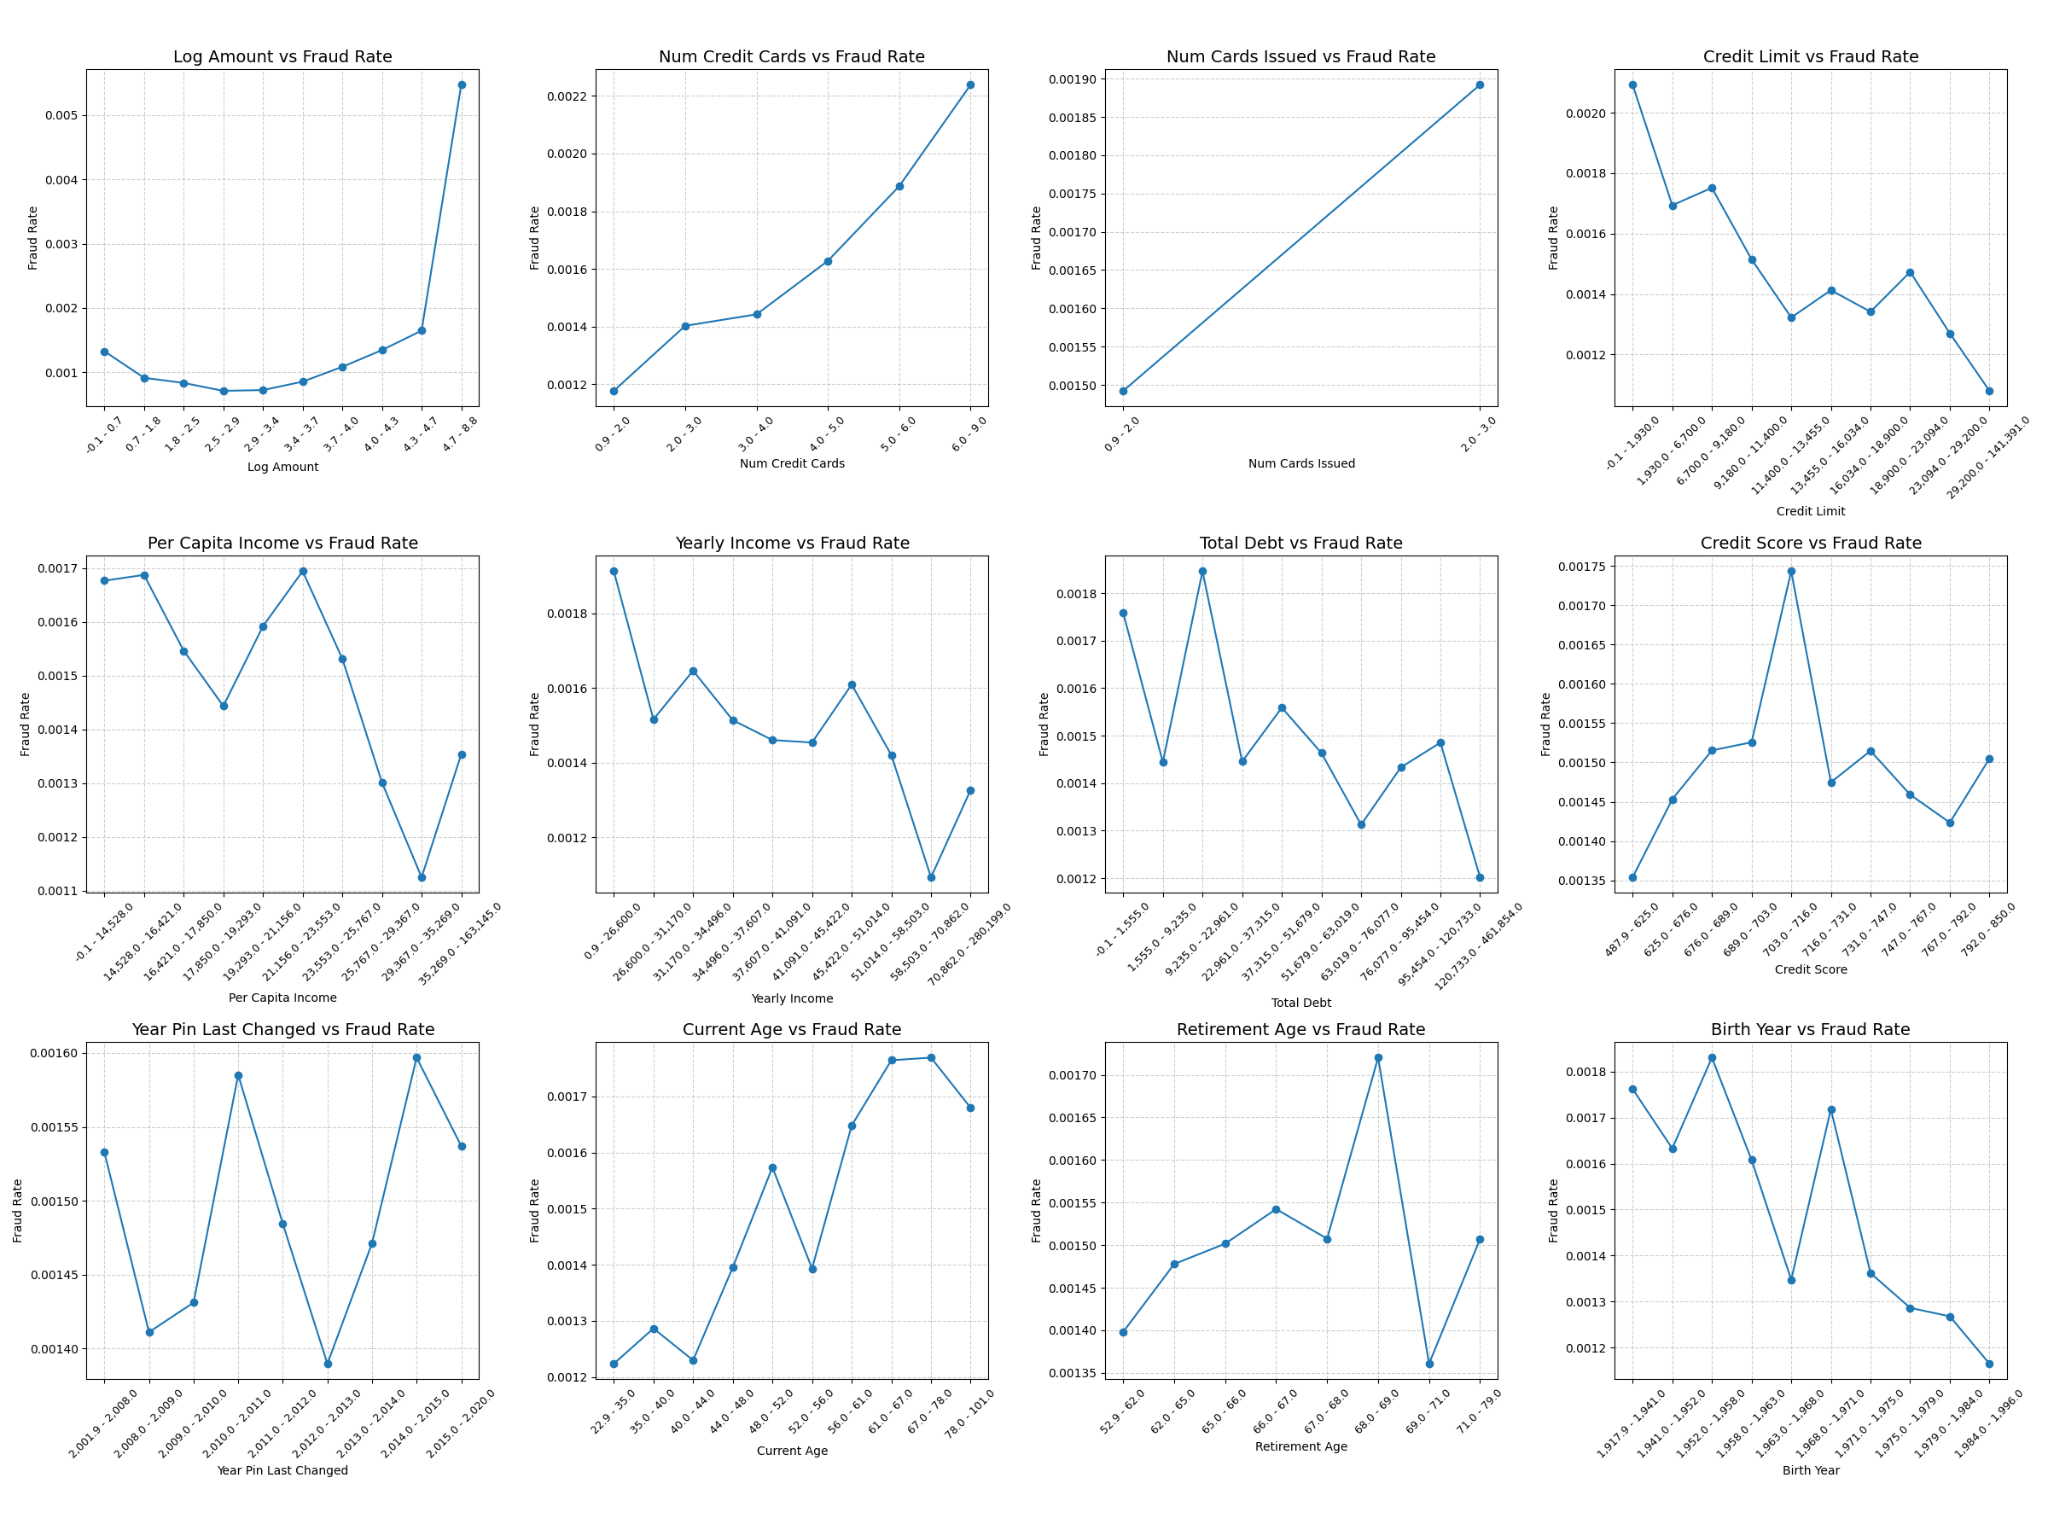 Log Amount vs Fraud Rate
Fraud Rate
0.005
0.004
0.003
0.002
0.001
-0.1 - 0.7
0.7 - 1.8
1.8 - 2.5
2.5 - 2.9
2.9 - 3.4
3.4 - 3.7
3.7 - 4.0
4.0 - 4.3
4.3 - 4.7
4.7 - 8.8
Log Amount
Num Credit Cards vs Fraud Rate
Fraud Rate
0.0022
0.0020
0.0018
0.0016
0.0014
0.0012
0.9 - 2.0
2.0 - 3.0
3.0 - 4.0
4.0 - 5.0
5.0 - 6.0
6.0 - 9.0
Num Credit Cards
Num Cards Issued vs Fraud Rate
Fraud Rate
0.00190
0.00185
0.00180
0.00175
0.00170
0.00165
0.00160
0.00155
0.00150
0.9 - 2.0
2.0 - 3.0
Num Cards Issued
Credit Limit vs Fraud Rate
Fraud Rate
0.0020
0.0018
0.0016
0.0014
0.0012
-0.1 - 1,930.0
1,930.0 - 6,700.0
6,700.0 - 9,180.0
9,180.0 - 11,400.0
11,400.0 - 13,455.0
13,455.0 - 16,034.0
16,034.0 - 18,900.0
18,900.0 - 23,094.0
23,094.0 - 29,200.0
29,200.0 - 141,391.0
Credit Limit
Per Capita Income vs Fraud Rate
Fraud Rate
0.0017
0.0016
0.0015
0.0014
0.0013
0.0012
0.0011
-0.1 - 14,528.0
14,528.0 - 16,421.0
16,421.0 - 17,850.0
17,850.0 - 19,293.0
19,293.0 - 21,156.0
21,156.0 - 23,553.0
23,553.0 - 25,767.0
25,767.0 - 29,367.0
29,367.0 - 35,269.0
35,269.0 - 163,145.0
Per Capita Income
Yearly Income vs Fraud Rate
Fraud Rate
0.0018
0.0016
0.0014
0.0012
0.9 - 26,600.0
26,600.0 - 31,170.0
31,170.0 - 34,496.0
34,496.0 - 37,607.0
37,607.0 - 41,091.0
41,091.0 - 45,422.0
45,422.0 - 51,014.0
51,014.0 - 58,503.0
58,503.0 - 70,862.0
70,862.0 - 280,199.0
Yearly Income
Total Debt vs Fraud Rate
Fraud Rate
0.0018
0.0017
0.0016
0.0015
0.0014
0.0013
0.0012
-0.1 - 1,555.0
1,555.0 - 9,235.0
9,235.0 - 22,961.0
22,961.0 - 37,315.0
37,315.0 - 51,679.0
51,679.0 - 63,019.0
63,019.0 - 76,077.0
76,077.0 - 95,454.0
95,454.0 - 120,733.0
120,733.0 - 461,854.0
Total Debt
Credit Score vs Fraud Rate
Fraud Rate
0.00175
0.00170
0.00165
0.00160
0.00155
0.00150
0.00145
0.00140
0.00135
487.9 - 625.0
625.0 - 676.0
676.0 - 689.0
689.0 - 703.0
703.0 - 716.0
716.0 - 731.0
731.0 - 747.0
747.0 - 767.0
767.0 - 792.0
792.0 - 850.0
Credit Score
Year Pin Last Changed vs Fraud Rate
Fraud Rate
0.00160
0.00155
0.00150
0.00145
0.00140
2,001.9 - 2,008.0
2,008.0 - 2,009.0
2,009.0 - 2,010.0
2,010.0 - 2,011.0
2,011.0 - 2,012.0
2,012.0 - 2,013.0
2,013.0 - 2,014.0
2,014.0 - 2,015.0
2,015.0 - 2,020.0
Year Pin Last Changed
Current Age vs Fraud Rate
Fraud Rate
0.0017
0.0016
0.0015
0.0014
0.0013
0.0012
22.9 - 35.0
35.0 - 40.0
40.0 - 44.0
44.0 - 48.0
48.0 - 52.0
52.0 - 56.0
56.0 - 61.0
61.0 - 67.0
67.0 - 78.0
78.0 - 101.0
Current Age
Retirement Age vs Fraud Rate
Fraud Rate
0.00170
0.00165
0.00160
0.00155
0.00150
0.00145
0.00140
0.00135
52.9 - 62.0
62.0 - 65.0
65.0 - 66.0
66.0 - 67.0
67.0 - 68.0
68.0 - 69.0
69.0 - 71.0
71.0 - 79.0
Retirement Age
Birth Year vs Fraud Rate
Fraud Rate
0.0018
0.0017
0.0016
0.0015
0.0014
0.0013
0.0012
1,917.9 - 1,941.0
1,941.0 - 1,952.0
1,952.0 - 1,958.0
1,958.0 - 1,963.0
1,963.0 - 1,968.0
1,968.0 - 1,971.0
1,971.0 - 1,975.0
1,975.0 - 1,979.0
1,979.0 - 1,984.0
1,984.0 - 1,996.0
Birth Year